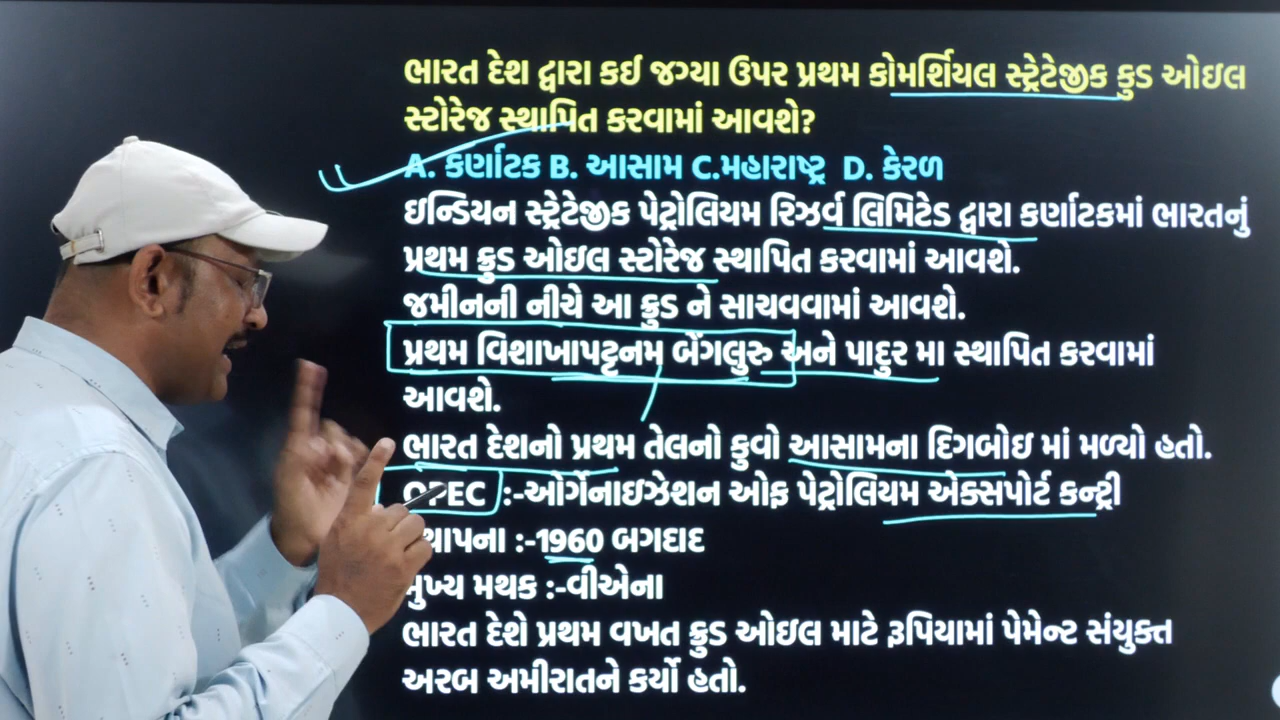 ભારત દેશ દ્વારા કઈ જગ્યા ઉપર પ્રથમ કોમર્શિયલ સ્ટ્રેટેજીક કુડ ઓઇલ
સ્ટોરેજ સ્થાપિત કરવામાં આવશે?
A. કર્ણાટક B. આસામ C.મહારાષ્ટ્ર D. કેરળ
ઇન્ડિયન સ્ટ્રેટેજીક પેટ્રોલિયમ રિઝર્વ લિમિટેડ દ્વારા કર્ણાટકમાં ભારતનું
પ્રથમ ક્રુડ ઓઇલ સ્ટોરેજ સ્થાપિત કરવામાં આવશે.
જમીનની નીચે આ ક્રુડ ને સાચવવામાં આવશે.
પ્રથમ વિશાખાપટ્ટનમ બેંગલુરુ અને પાદુર મા સ્થાપિત કરવામાં
આવશે.
ભારત દેશનો પ્રથમ તેલનો કુવો આસામના દિગબોઇ માં મળ્યો હતો.
OPEC :-ઓર્ગેનાઇઝેશન ઓફ પેટ્રોલિયમ એક્સપોર્ટ કન્ટ્રી
:-1960 બગદાદ
મુખ્ય મથક :-વીએના
ભારત દેશે પ્રથમ વખત ક્રુડ ઓઇલ માટે રૂપિયામાં પેમેન્ટ સંયુક્ત
અરબ અમીરાતને કર્યો હતો.